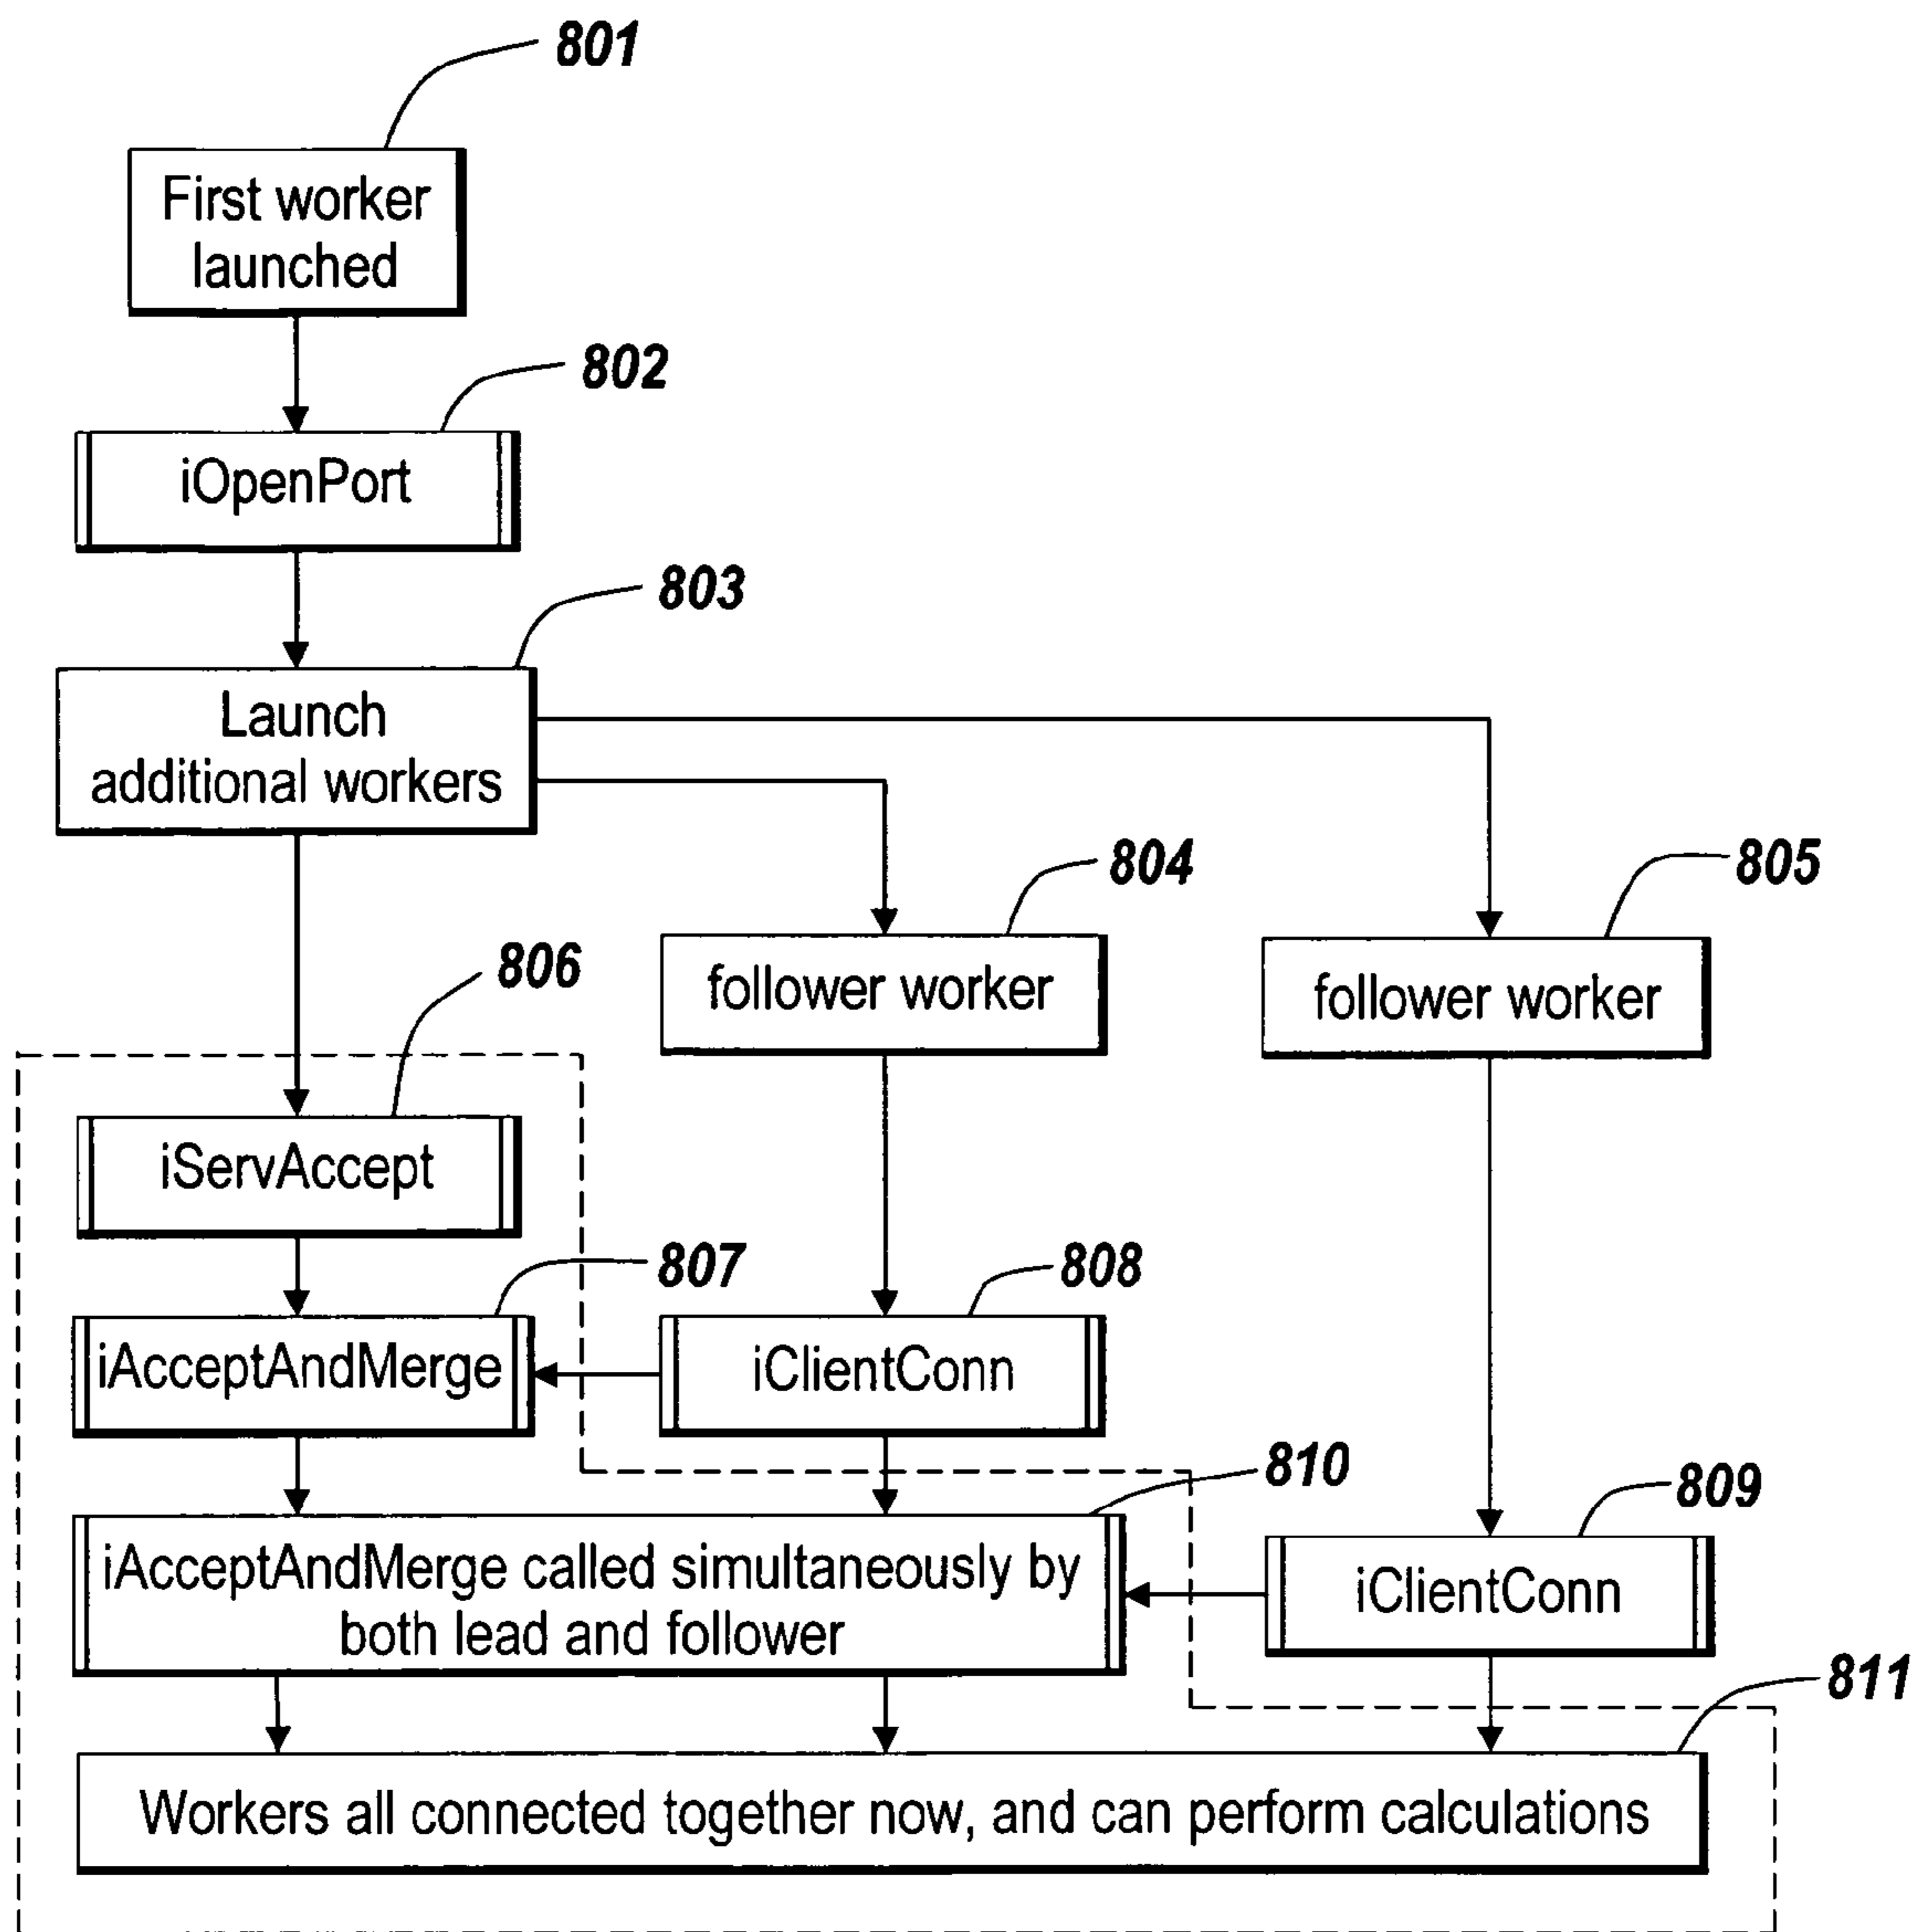 801
First worker
launched
802
iOpenPort
803
Launch
additional workers
804
805
follower worker
follower worker
806
iServAccept
807
808
iAcceptAndMerge
iClientConn
810
809
iAcceptAndMerge called simultaneously by
both lead and follower
iClientConn
811
Workers all connected together now, and can perform calculations